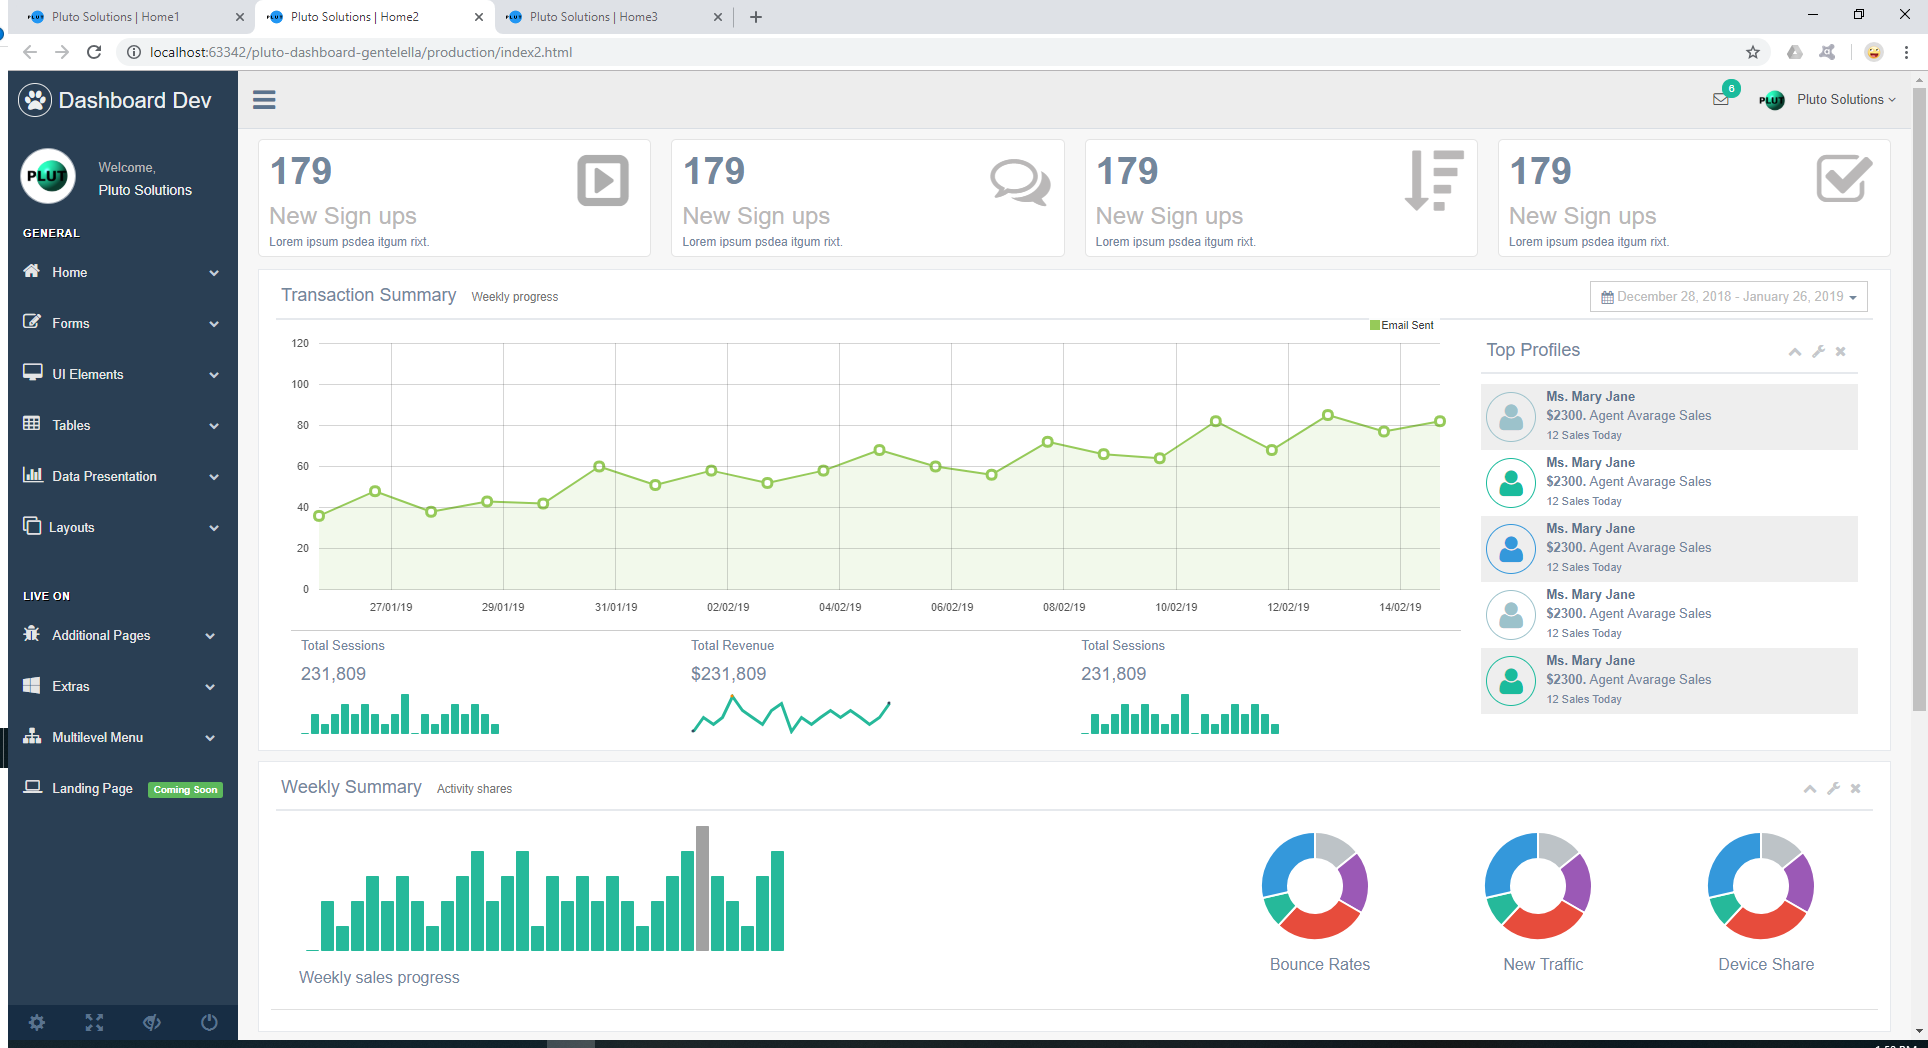 Pluto Solutions | Home1
Pluto Solutions | Home2
Pluto Solutions | Home3
localhost:63342/pluto-dashboard-gentelella/production/index2.html
Dashboard Dev
6
PLUT
Pluto Solutions
PLUT
Welcome,
Pluto Solutions
GENERAL
Home
Forms
UI Elements
Tables
Data Presentation
Layouts
LIVE ON
Additional Pages
Extras
Multilevel Menu
Landing Page Coming Soon
179
New Sign ups
Lorem ipsum psdea itgum rixt.
179
New Sign ups
Lorem ipsum psdea itgum rixt.
179
New Sign ups
Lorem ipsum psdea itgum rixt.
179
New Sign ups
Lorem ipsum psdea itgum rixt.
Transaction Summary Weekly progress
December 28, 2018 - January 26, 2019
Email Sent
120
100
80
60
40
20
0
27/01/19 29/01/19 31/01/19 02/02/19 04/02/19 06/02/19 08/02/19 10/02/19 12/02/19 14/02/19
Total Sessions
231,809
Total Revenue
$231,809
Total Sessions
231,809
Top Profiles
Ms. Mary Jane
$2300. Agent Avarage Sales
12 Sales Today
Ms. Mary Jane
$2300. Agent Avarage Sales
12 Sales Today
Ms. Mary Jane
$2300. Agent Avarage Sales
12 Sales Today
Ms. Mary Jane
$2300. Agent Avarage Sales
12 Sales Today
Ms. Mary Jane
$2300. Agent Avarage Sales
12 Sales Today
Weekly Summary Activity shares
Weekly sales progress
Bounce Rates
New Traffic
Device Share